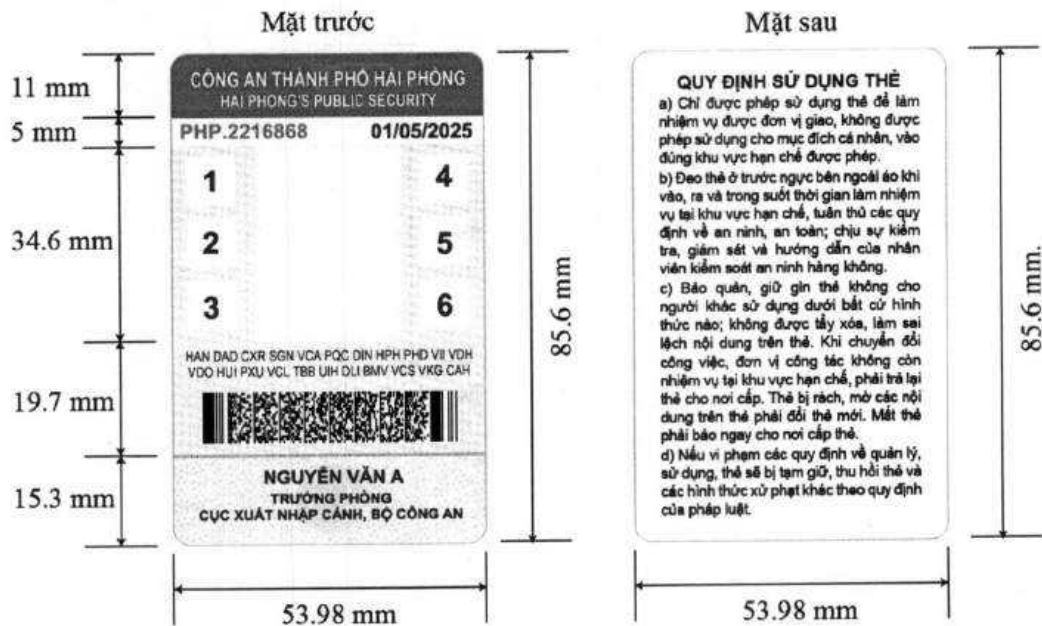 Mặt trước
Mặt sau
11 mm
5 mm
34.6 mm
19.7 mm
15.3 mm
CÔNG AN THÀNH PHỐ HẢI PHÒNG
HAI PHONG'S PUBLIC SECURITY
PHP.2216868 01/05/2025
1 4
2 5
3 6
HAN DAD CXR SGN VCA PQC DIN HPH PHD VII VDH
VDO HUI PXU VCL TBB UIH DLI BMV VCS VKG CAH
NGUYỄN VĂN A
TRƯỞNG PHÒNG
CỤC XUẤT NHẬP CẢNH, BỘ CÔNG AN
85.6 mm
53.98 mm
QUY ĐỊNH SỬ DỤNG THẺ
a) Chỉ được phép sử dụng thẻ để làm
nhiệm vụ được đơn vị giao, không được
phép sử dụng cho mục đích cá nhân, vào
đúng khu vực hạn chế được phép.
b) Đeo thẻ ở trước ngực bên ngoài áo khi
vào, ra và trong suốt thời gian làm nhiệm
vụ tại khu vực hạn chế, tuân thủ các quy
định về an ninh, an toàn; chịu sự kiểm
tra, giám sát và hướng dẫn của nhân
viên kiểm soát an ninh hàng không.
c) Bảo quản, giữ gìn thẻ không cho
người khác sử dụng dưới bất cứ hình
thức nào; không được tẩy xóa, làm sai
lệch nội dung trên thẻ. Khi chuyển đổi
công việc, đơn vị công tác không còn
nhiệm vụ tại khu vực hạn chế, phải trả lại
thẻ cho nơi cấp. Thẻ bị rách, mờ các nội
dung trên thẻ phải đổi thẻ mới. Mất thẻ
phải báo ngay cho nơi cấp thẻ.
d) Nếu vi phạm các quy định về quản lý,
sử dụng, thẻ sẽ bị tạm giữ, thu hồi thẻ và
các hình thức xử phạt khác theo quy định
của pháp luật.
85.6 mm.
53.98 mm